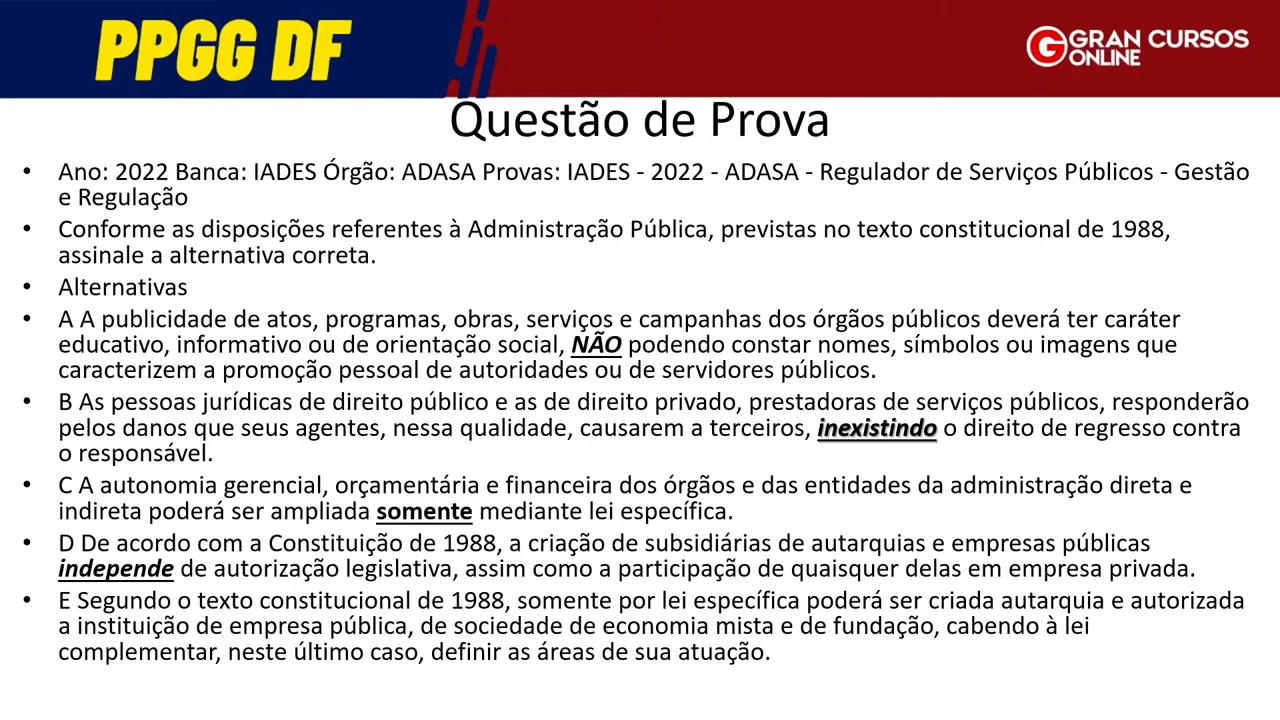 PPGG DF
GRAN CURSOS
ONLINE
Questão de Prova
• Ano: 2022 Banca: IADES Órgão: ADASA Provas: IADES - 2022 - ADASA - Regulador de Serviços Públicos - Gestão
e Regulação
• Conforme as disposições referentes à Administração Pública, previstas no texto constitucional de 1988,
assinale a alternativa correta.
• Alternativas
• A A publicidade de atos, programas, obras, serviços e campanhas dos órgãos públicos deverá ter caráter
educativo, informativo ou de orientação social, NÃO podendo constar nomes, símbolos ou imagens que
caracterizem a promoção pessoal de autoridades ou de servidores públicos.
• B As pessoas jurídicas de direito público e as de direito privado, prestadoras de serviços públicos, responderão
pelos danos que seus agentes, nessa qualidade, causarem a terceiros, inexistindo o direito de regresso contra
o responsável.
• C A autonomia gerencial, orçamentária e financeira dos órgãos e das entidades da administração direta e
indireta poderá ser ampliada somente mediante lei específica.
• D De acordo com a Constituição de 1988, a criação de subsidiárias de autarquias e empresas públicas
independe de autorização legislativa, assim como a participação de quaisquer delas em empresa privada.
• E Segundo o texto constitucional de 1988, somente por lei específica poderá ser criada autarquia e autorizada
a instituição de empresa pública, de sociedade de economia mista e de fundação, cabendo à lei
complementar, neste último caso, definir as áreas de sua atuação.